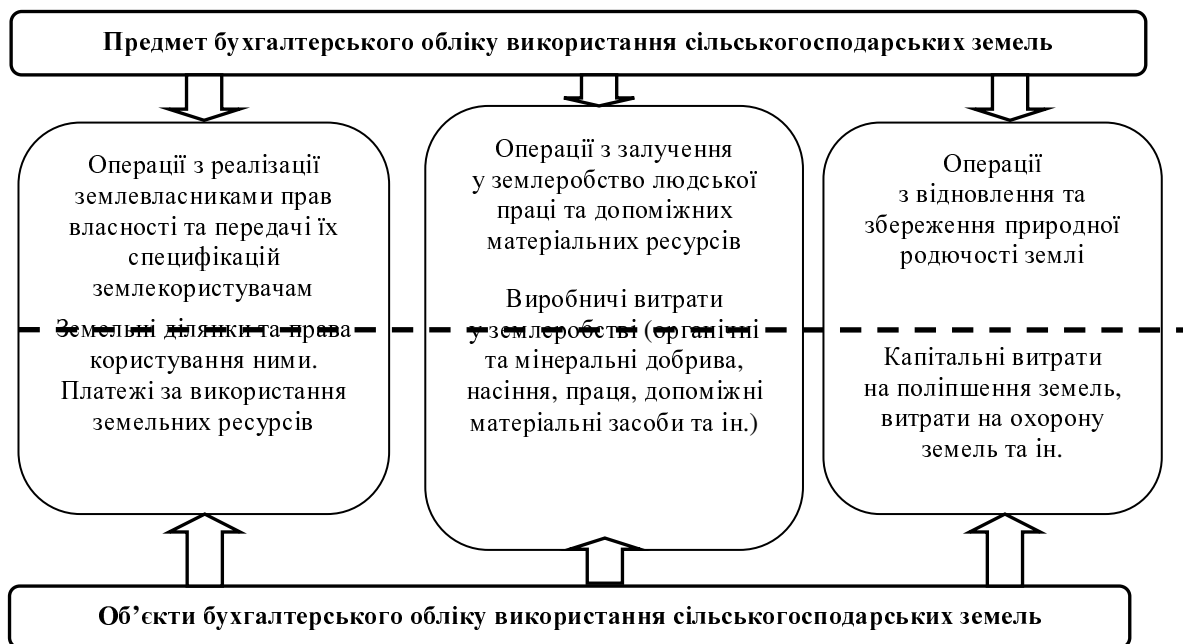 Предмет бухгалтерського обліку використання сільськогосподарських земель
Операції з реалізації
землевласниками прав
власності та передачі їх
специфікацій
землекористувачам
Земельні ділянки та права
користування ними.
Платежі за використання
земельних ресурсів
Операції з залучення
у землеробство людської
праці та допоміжних
матеріальних ресурсів
Виробничі витрати
у землеробстві (органічні
та мінеральні добрива,
насіння, праця, допоміжні
матеріальні засоби та ін.)
Операції
з відновлення та
збереження природної
родючості землі
Капітальні витрати
на поліпшення земель,
витрати на охорону
земель та ін.
Об’єкти бухгалтерського обліку використання сільськогосподарських земель